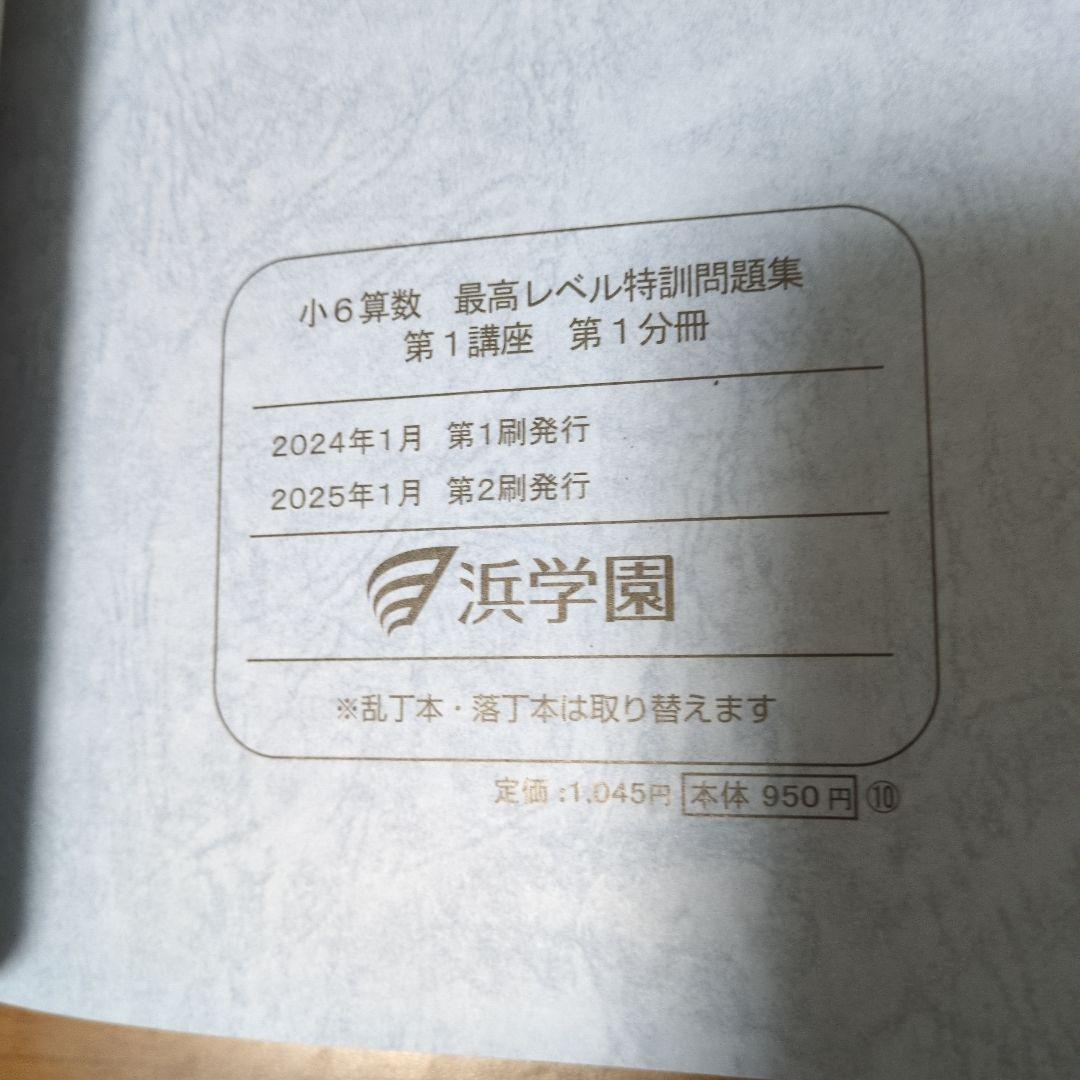 小6算数 最高レベル特訓問題集
第1講座 第1分冊
2024年1月 第1刷発行
2025年1月 第2刷発行
浜学園
※乱丁本・落丁本は取り替えます
定価:1,045円 本体 950円 ⑩